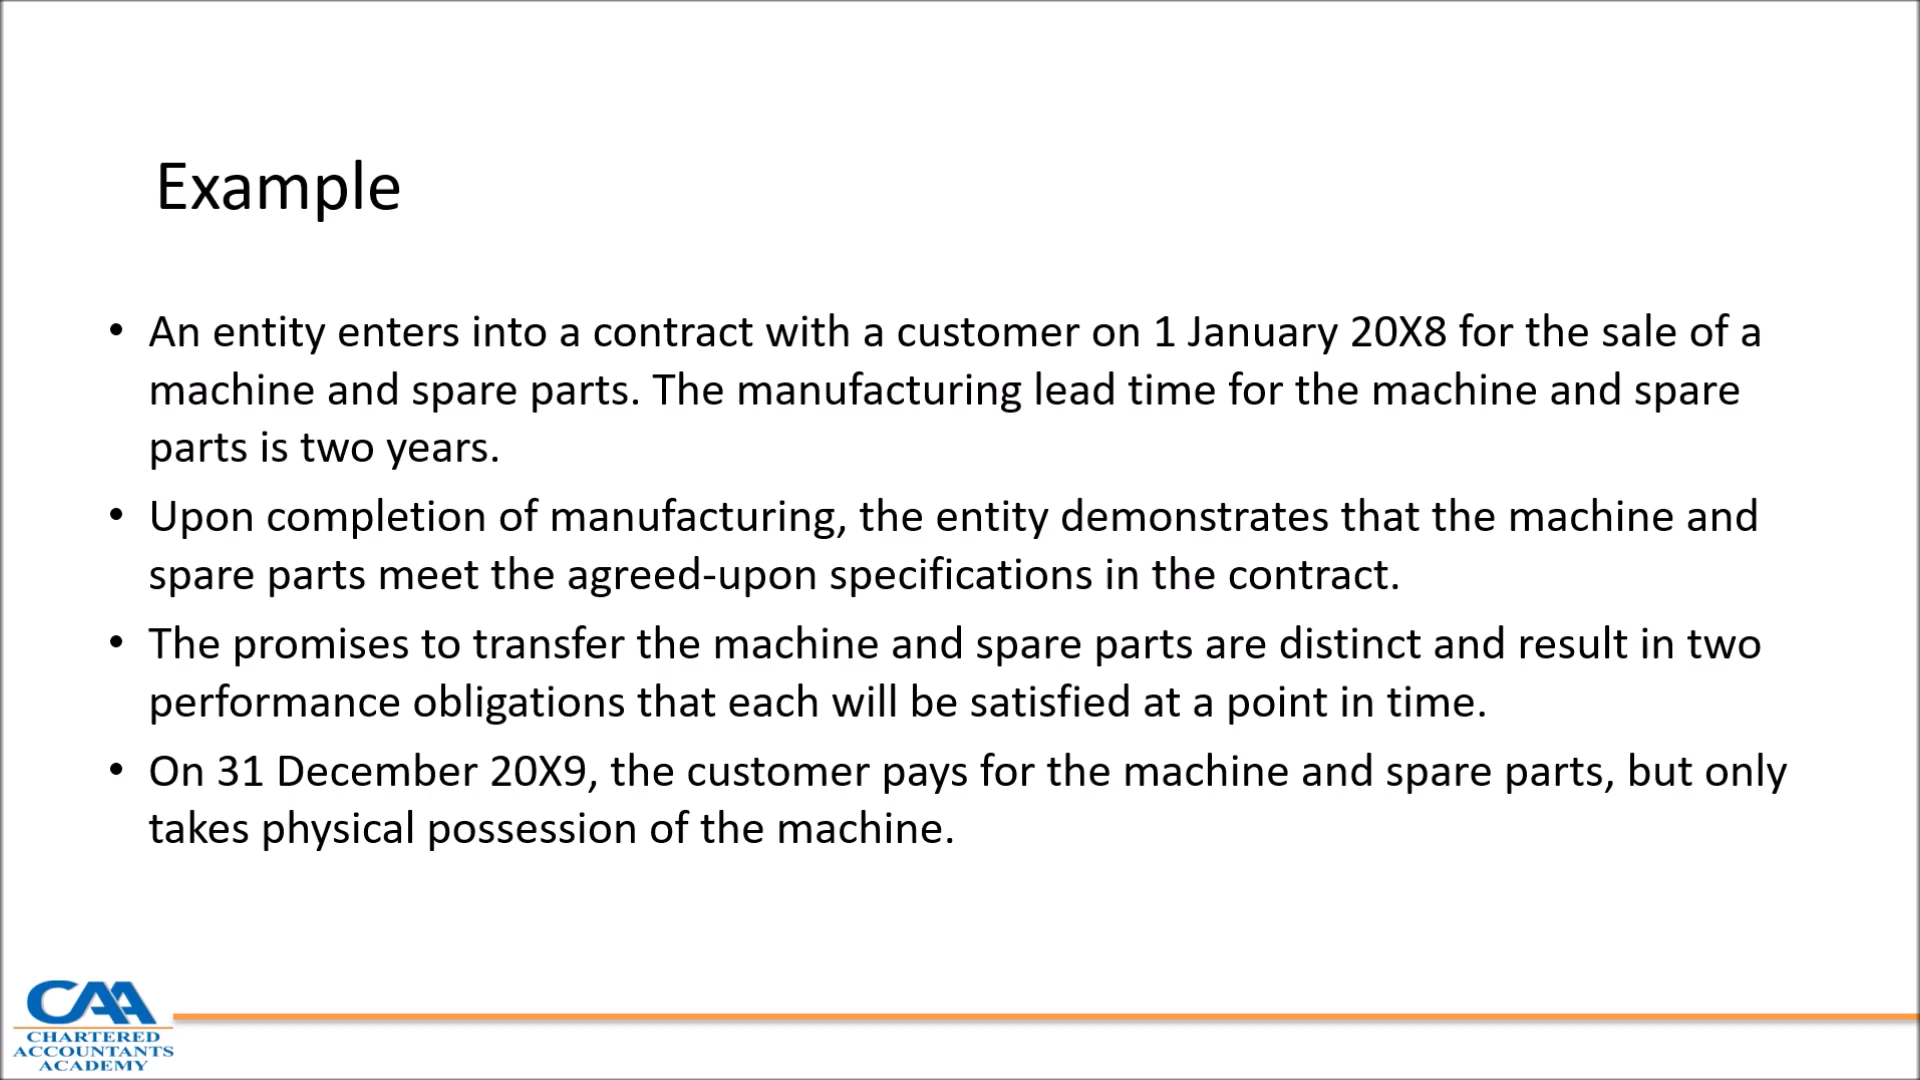 Example
• An entity enters into a contract with a customer on 1 January 20X8 for the sale of a
machine and spare parts. The manufacturing lead time for the machine and spare
parts is two years.
• Upon completion of manufacturing, the entity demonstrates that the machine and
spare parts meet the agreed-upon specifications in the contract.
• The promises to transfer the machine and spare parts are distinct and result in two
performance obligations that each will be satisfied at a point in time.
• On 31 December 20X9, the customer pays for the machine and spare parts, but only
takes physical possession of the machine.
CAA
CHARTERED
ACCOUNTANTS
ACADEMY